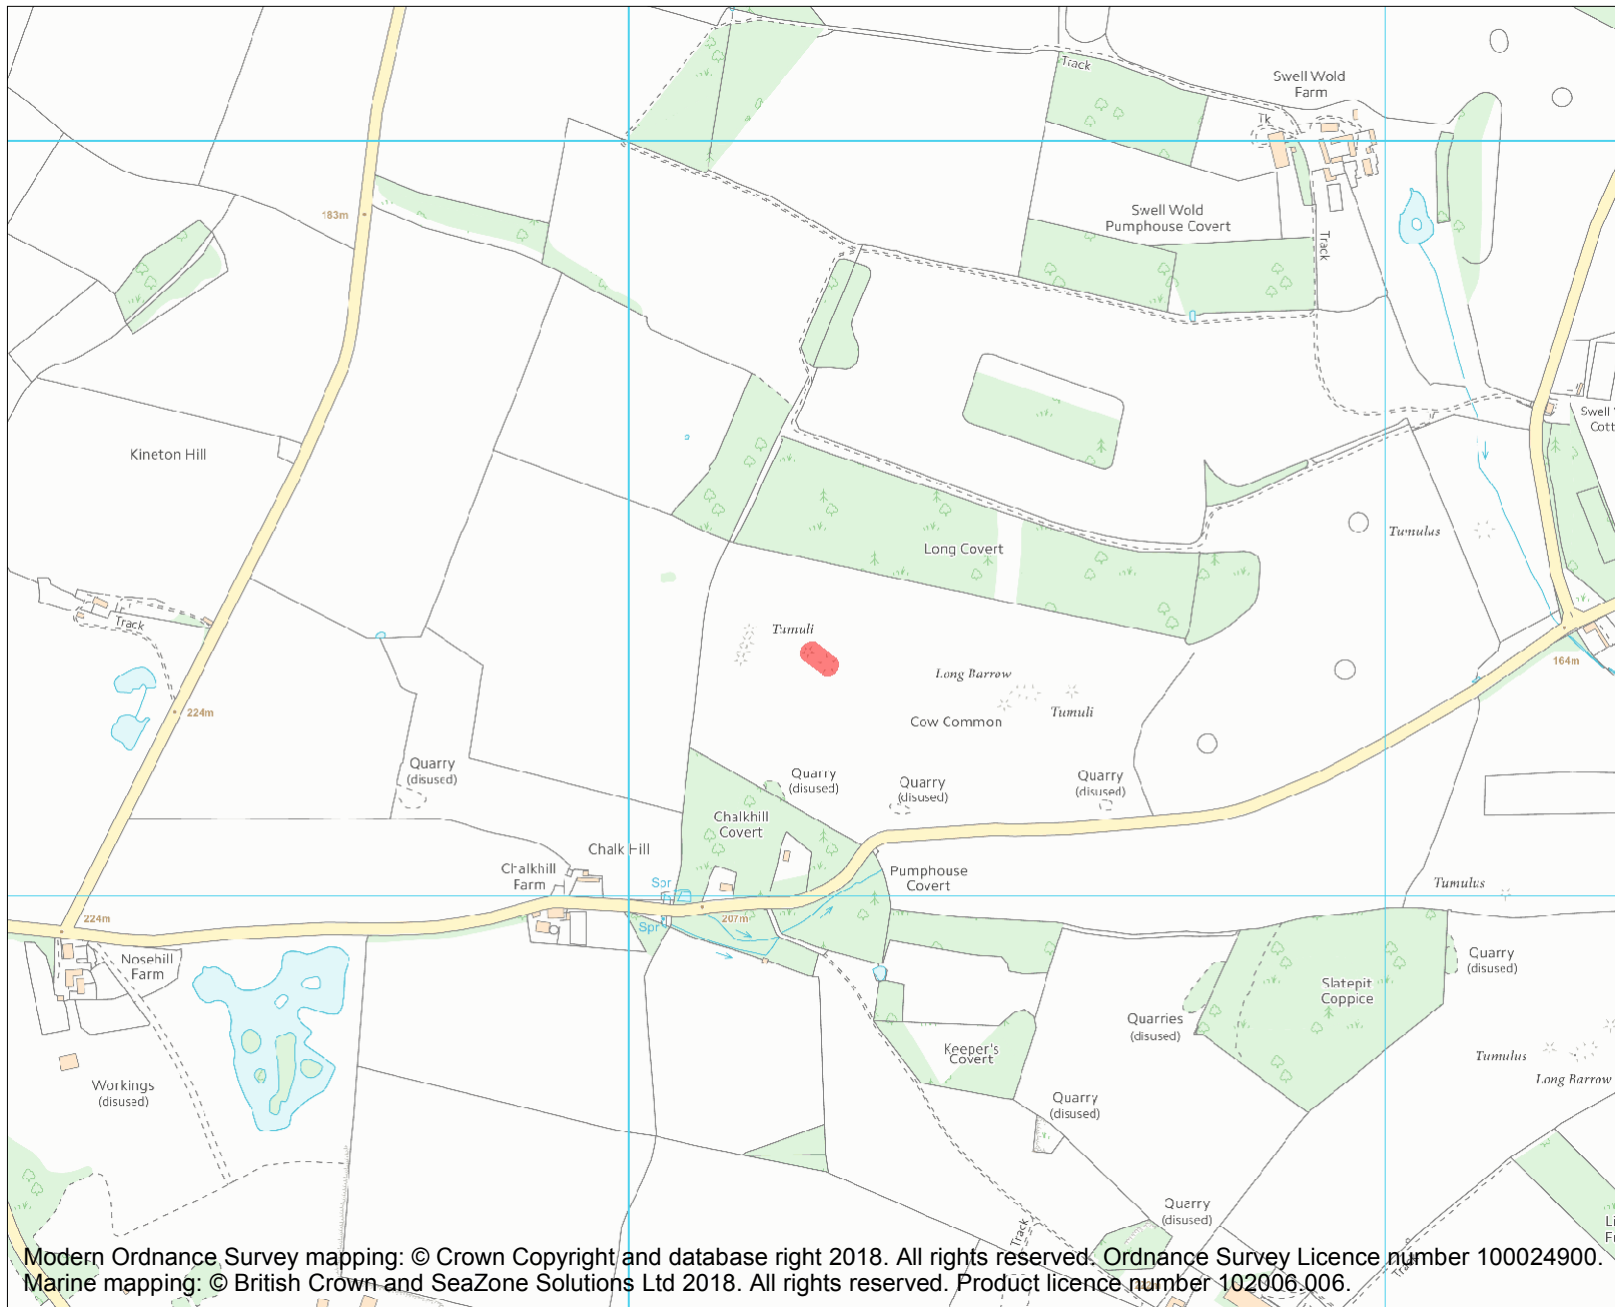 Track
Swell Wold
Farm
Tk
183m
Swell Wold
Pumphouse Covert
Track
Kineton Hill
Swell
Cott
Tumulus
Long Covert
Track
Tumuli
164m
Long Barrow
224m
Tumuli
Cow Common
Quarry
(disused)
Quarry
(disused)
Quarry
(disused)
Quarry
(disused)
Chalkhill
Covert
Chalk Hill
Chalkhill
Farm
Pumphouse
Covert
Spr
Tumulus
224m
207m
Spr
Nosehill
Farm
Quarry
(disused)
Slatepit
Coppice
Quarries
(disused)
Keeper's
Covert
Tumulus
Long Barrow
Workings
(disused)
Quarry
(disused)
Quarry
(disused)
Track
Track
Modern Ordnance Survey mapping: © Crown Copyright and database right 2018. All rights reserved. Ordnance Survey Licence number 100024900.
Marine mapping: © British Crown and SeaZone Solutions Ltd 2018. All rights reserved. Product licence number 102006.006.